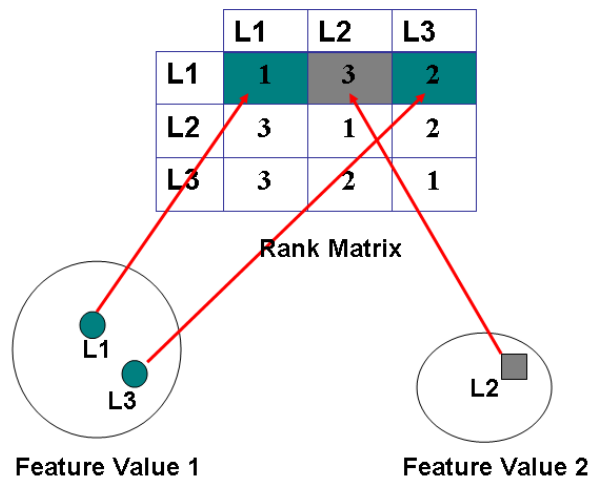 L1 L2 L3
L1 1 3 2
L2 3 1 2
L3 3 2 1
Rank Matrix
L1
L3
L2
Feature Value 1
Feature Value 2